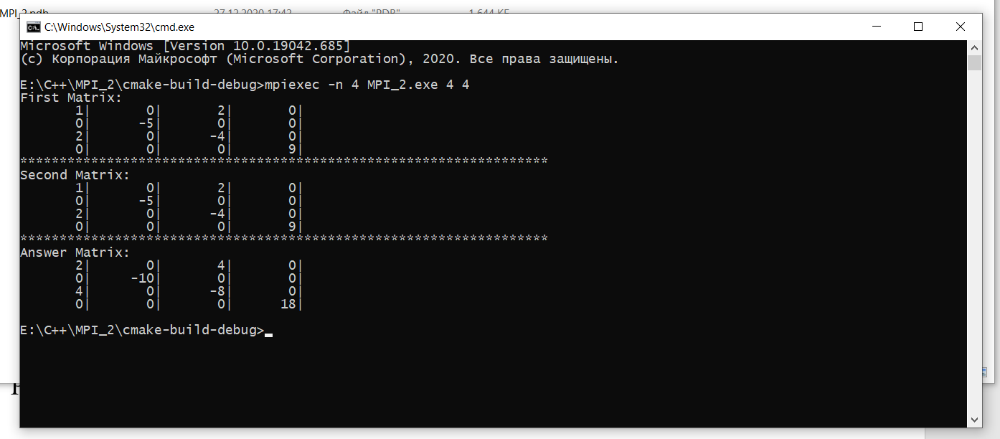 MPI_2.pdb 27.12.2020 17:42 Файл "PDB" 1 644 КБ
C:\Windows\System32\cmd.exe
Microsoft Windows [Version 10.0.19042.685]
(c) Корпорация Майкрософт (Microsoft Corporation), 2020. Все права защищены.
E:\C++\MPI_2\cmake-build-debug>mpiexec -n 4 MPI_2.exe 4 4
First Matrix:
1| 0| 2| 0|
0| -5| 0| 0|
2| 0| -4| 0|
0| 0| 0| 9|
*******************************************************************
Second Matrix:
1| 0| 2| 0|
0| -5| 0| 0|
2| 0| -4| 0|
0| 0| 0| 9|
*******************************************************************
Answer Matrix:
2| 0| 4| 0|
0| -10| 0| 0|
4| 0| -8| 0|
0| 0| 0| 18|
E:\C++\MPI_2\cmake-build-debug>